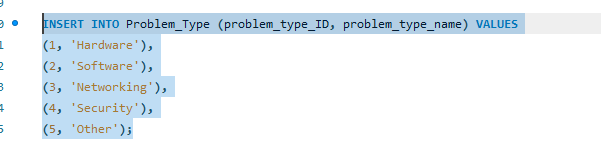 INSERT INTO Problem_Type (problem_type_ID, problem_type_name) VALUES
(1, 'Hardware'),
(2, 'Software'),
(3, 'Networking'),
(4, 'Security'),
(5, 'Other');